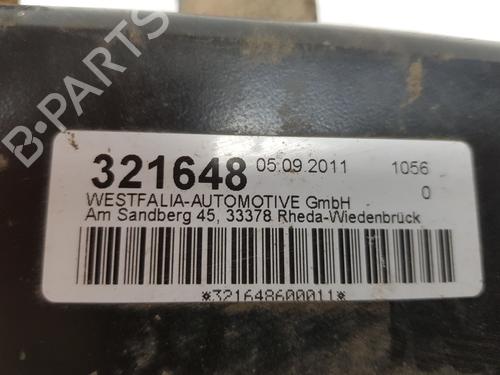 B-PARTS
321648 05.09.2011 1056
0
WESTFALIA-AUTOMOTIVE GmbH
Am Sandberg 45, 33378 Rheda-Wiedenbrück
*321648600011*